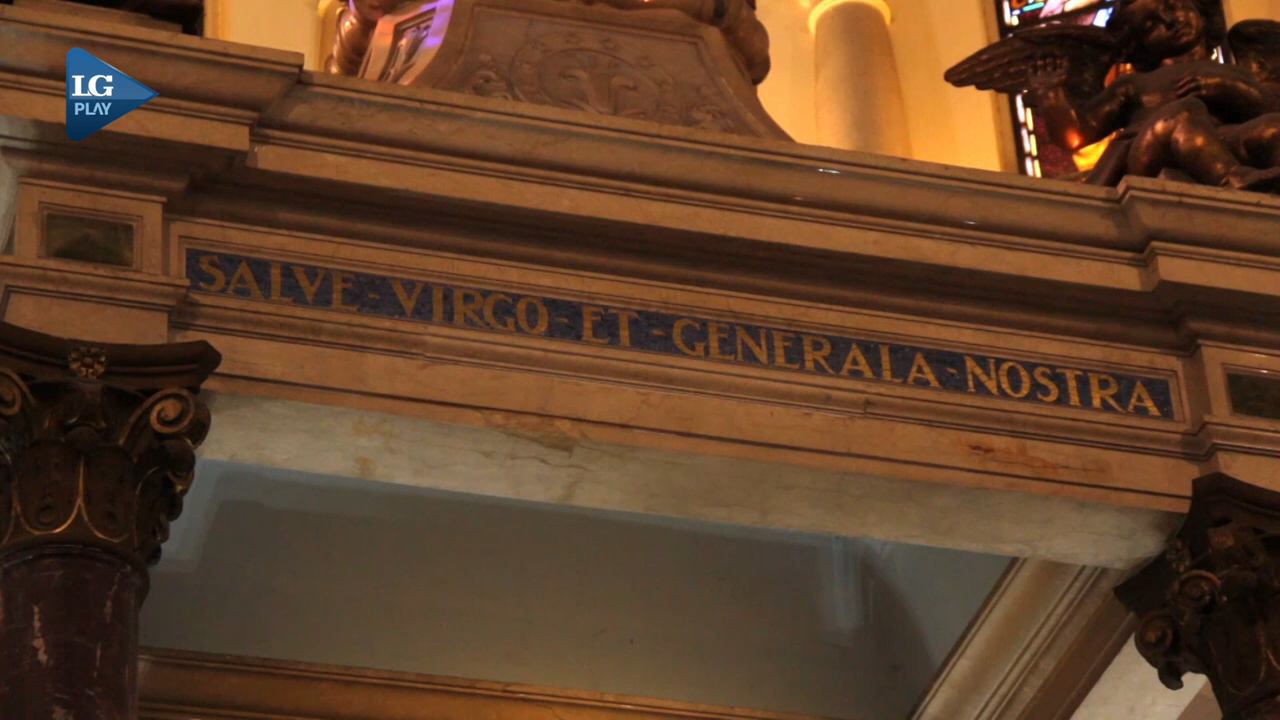 LG
PLAY
SALVE - VIRGO - ET - GENERALA - NOSTRA